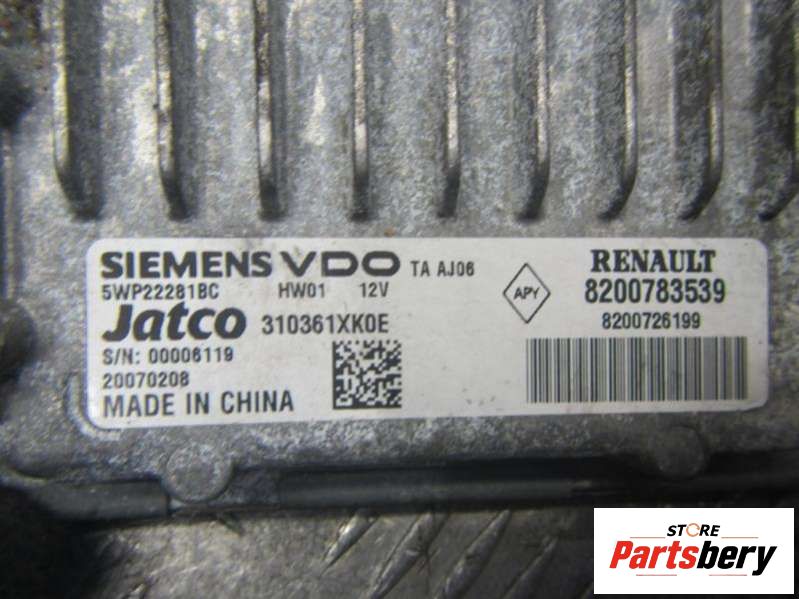 SIEMENS VDO TA AJ06
5WP22281BC HW01 12V
Jatco 310361XK0E
S/N: 00006119
20070208
MADE IN CHINA
APY
RENAULT
8200783539
8200726199
STORE
Partsbery